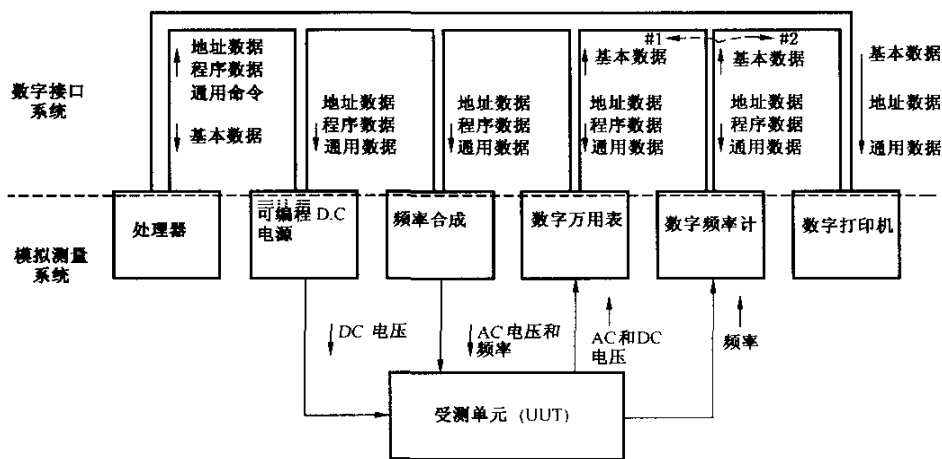 数字接口
系统
地址数据
程序数据
通用命令
基本数据
地址数据
程序数据
通用数据
地址数据
程序数据
通用数据
基本数据
地址数据
程序数据
通用数据
#1
#2
基本数据
地址数据
程序数据
通用数据
基本数据
地址数据
通用数据
模拟测量
系统
处理器
可编程 D.C
电源
频率合成
数字万用表
数字频率计
数字打印机
DC 电压
AC 电压和
频率
AC和DC
电压
频率
受测单元 (UUT)